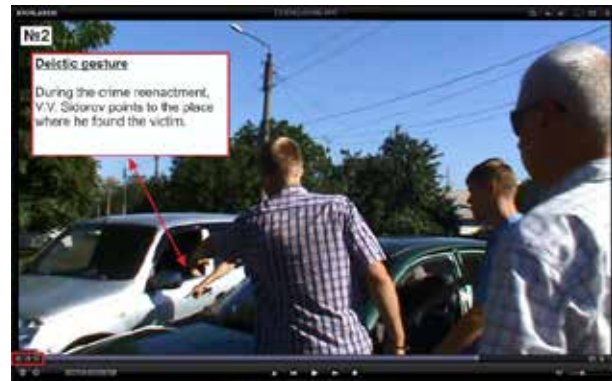 №2
Deictic gesture
During the crime reenactment,
V.V. Sidorov points to the place
where he found the victim.